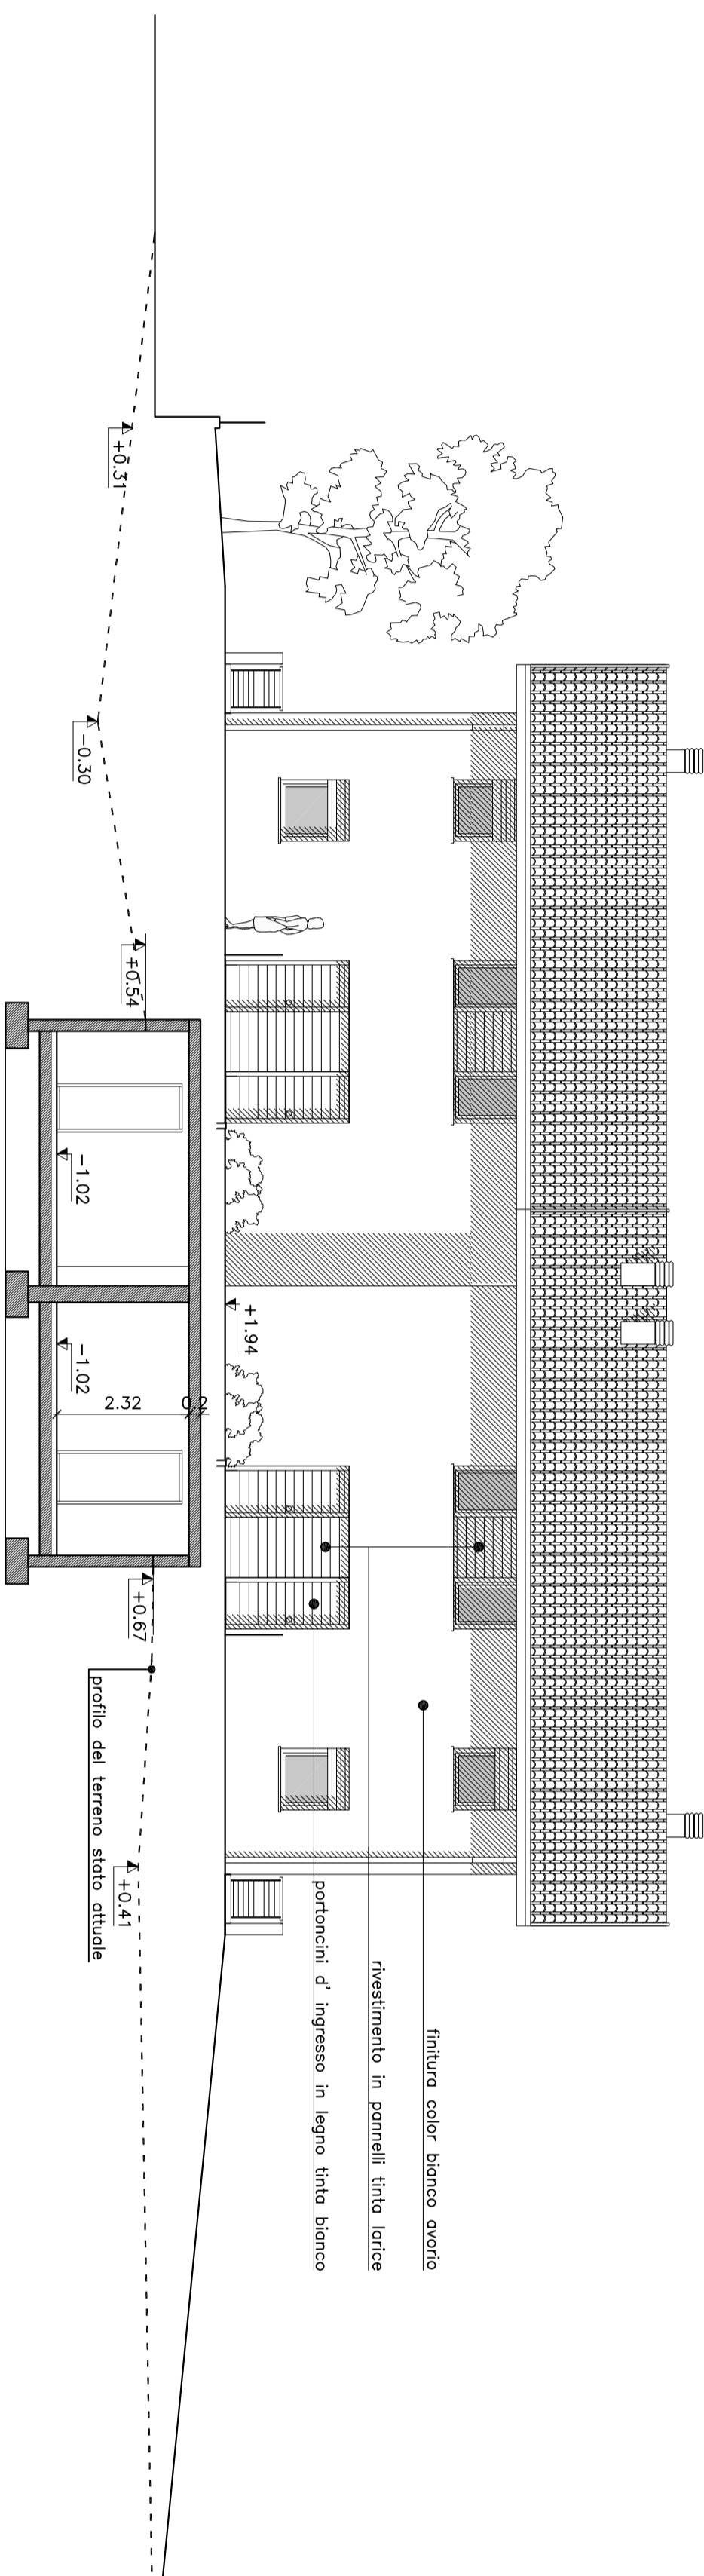 finitura color bianco avorio
rivestimento in pannelli tinta larice
portoncini d' ingresso in legno tinta bianco
+1.94
+0.31
-0.30
+0.54
-1.02
-1.02
2.32
0.2
+0.67
+0.41
profilo del terreno stato attuale